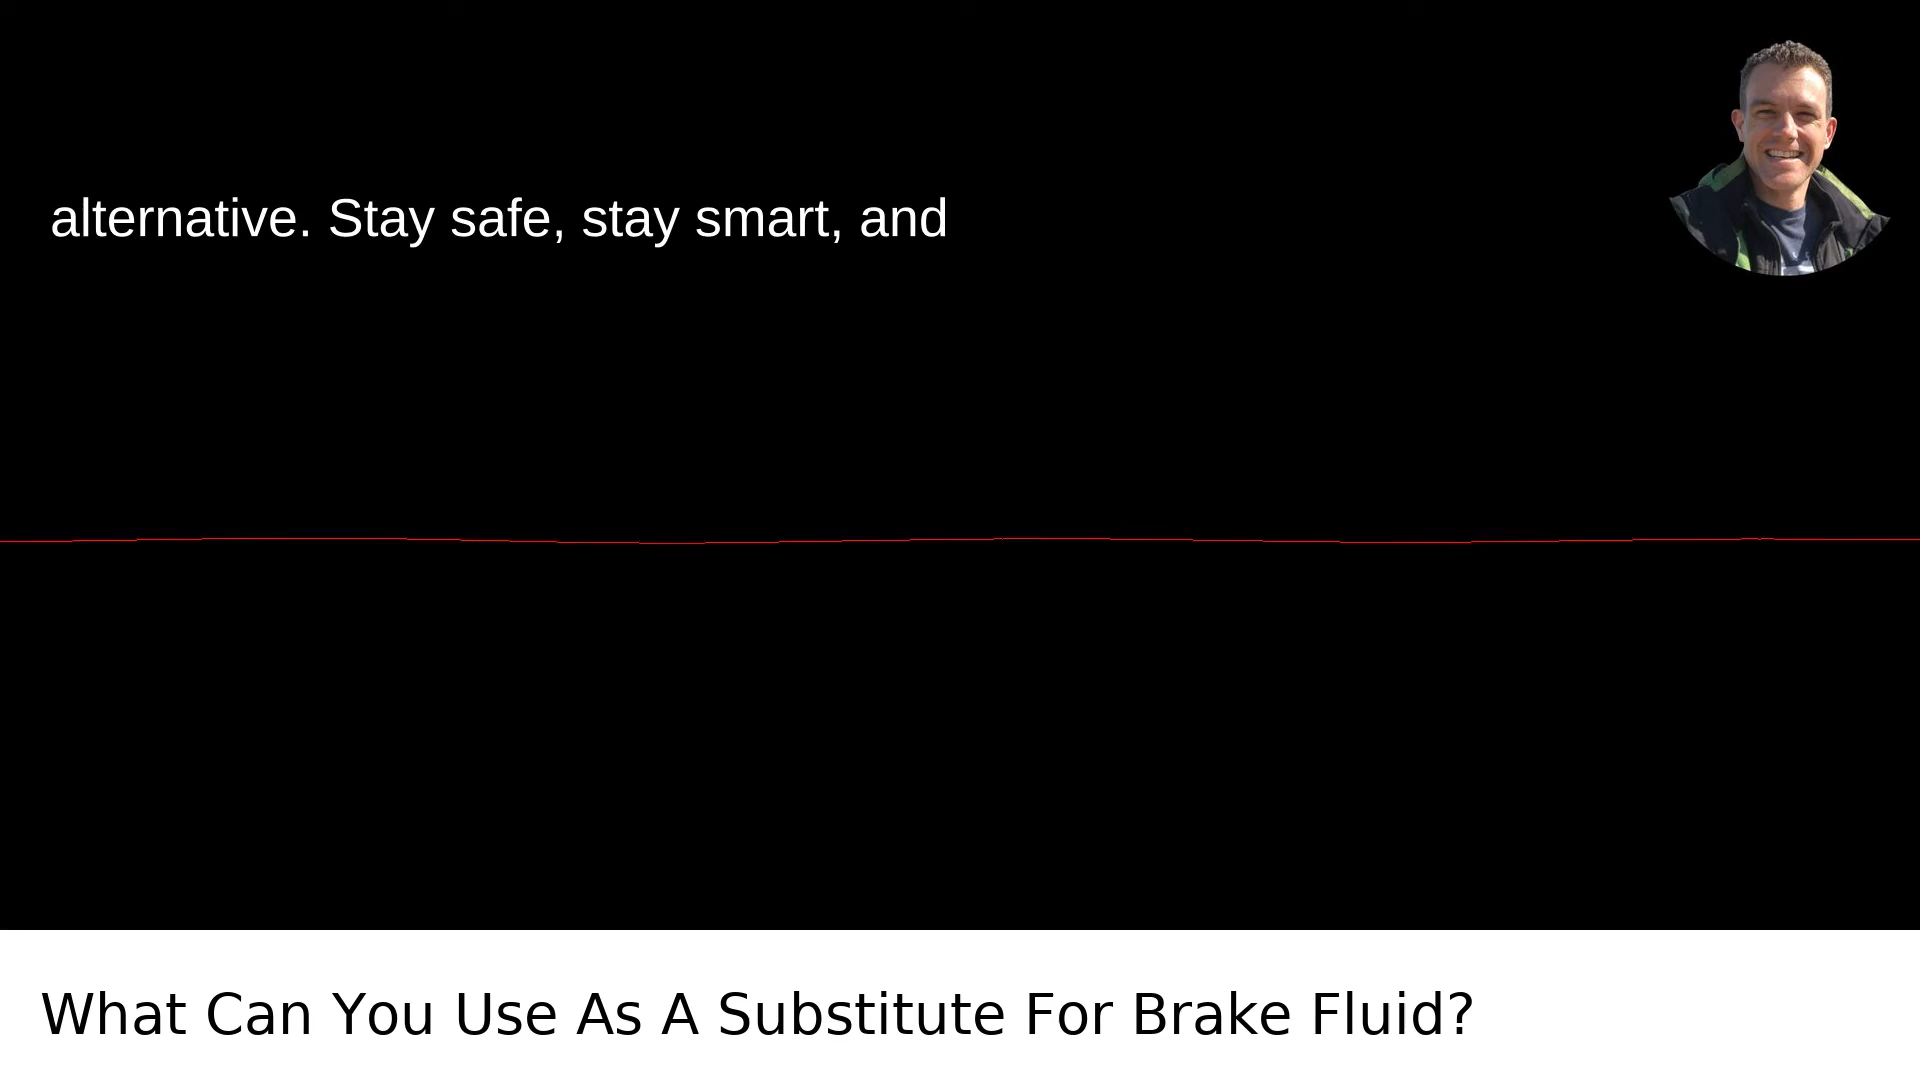 alternative. Stay safe, stay smart, and
What Can You Use As A Substitute For Brake Fluid?